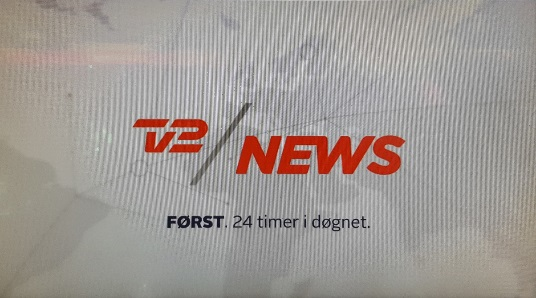 TV2/NEWS
FØRST. 24 timer i døgnet.